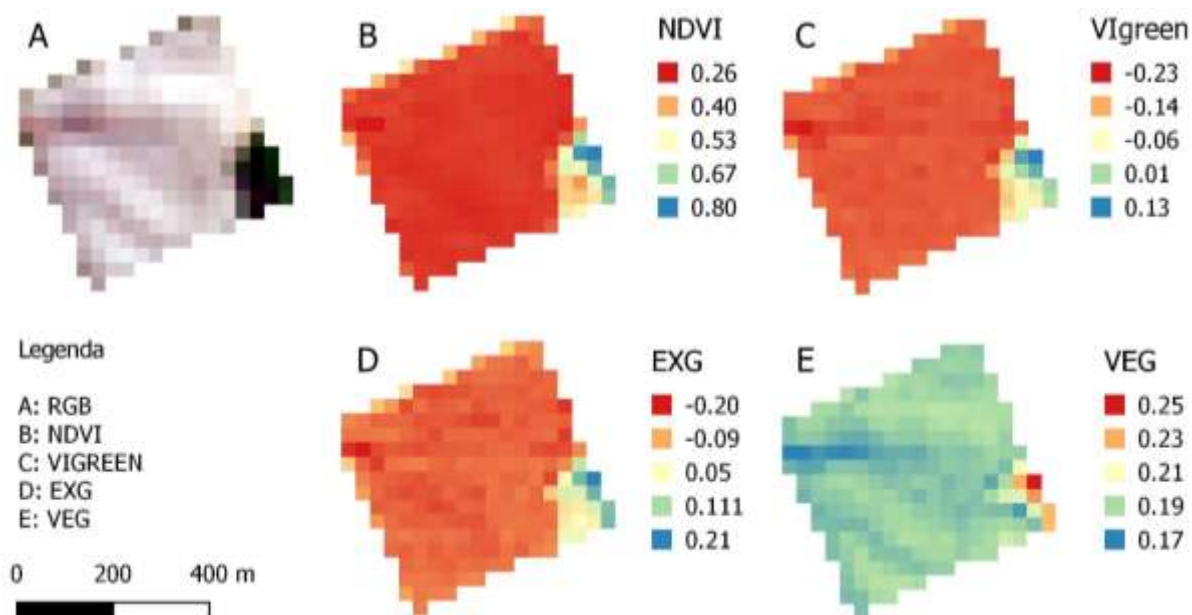 A
B
NDVI
0.26
0.40
0.53
0.67
0.80
C
VIgreen
-0.23
-0.14
-0.06
0.01
0.13
Legenda
A: RGB
B: NDVI
C: VIGREEN
D: EXG
E: VEG
0 200 400 m
D
EXG
-0.20
-0.09
0.05
0.111
0.21
E
VEG
0.25
0.23
0.21
0.19
0.17